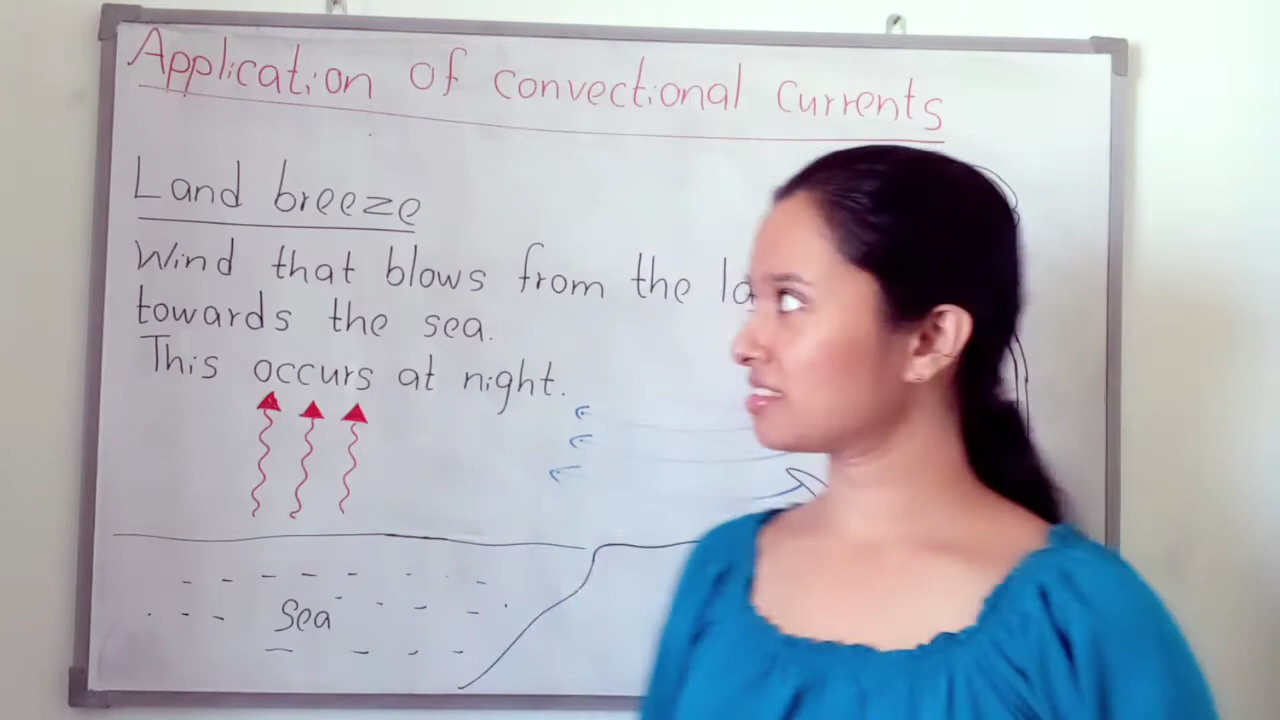 Application of convectional currents
Land breeze
Wind that blows from the
towards the sea.
This occurs at night.
Sea